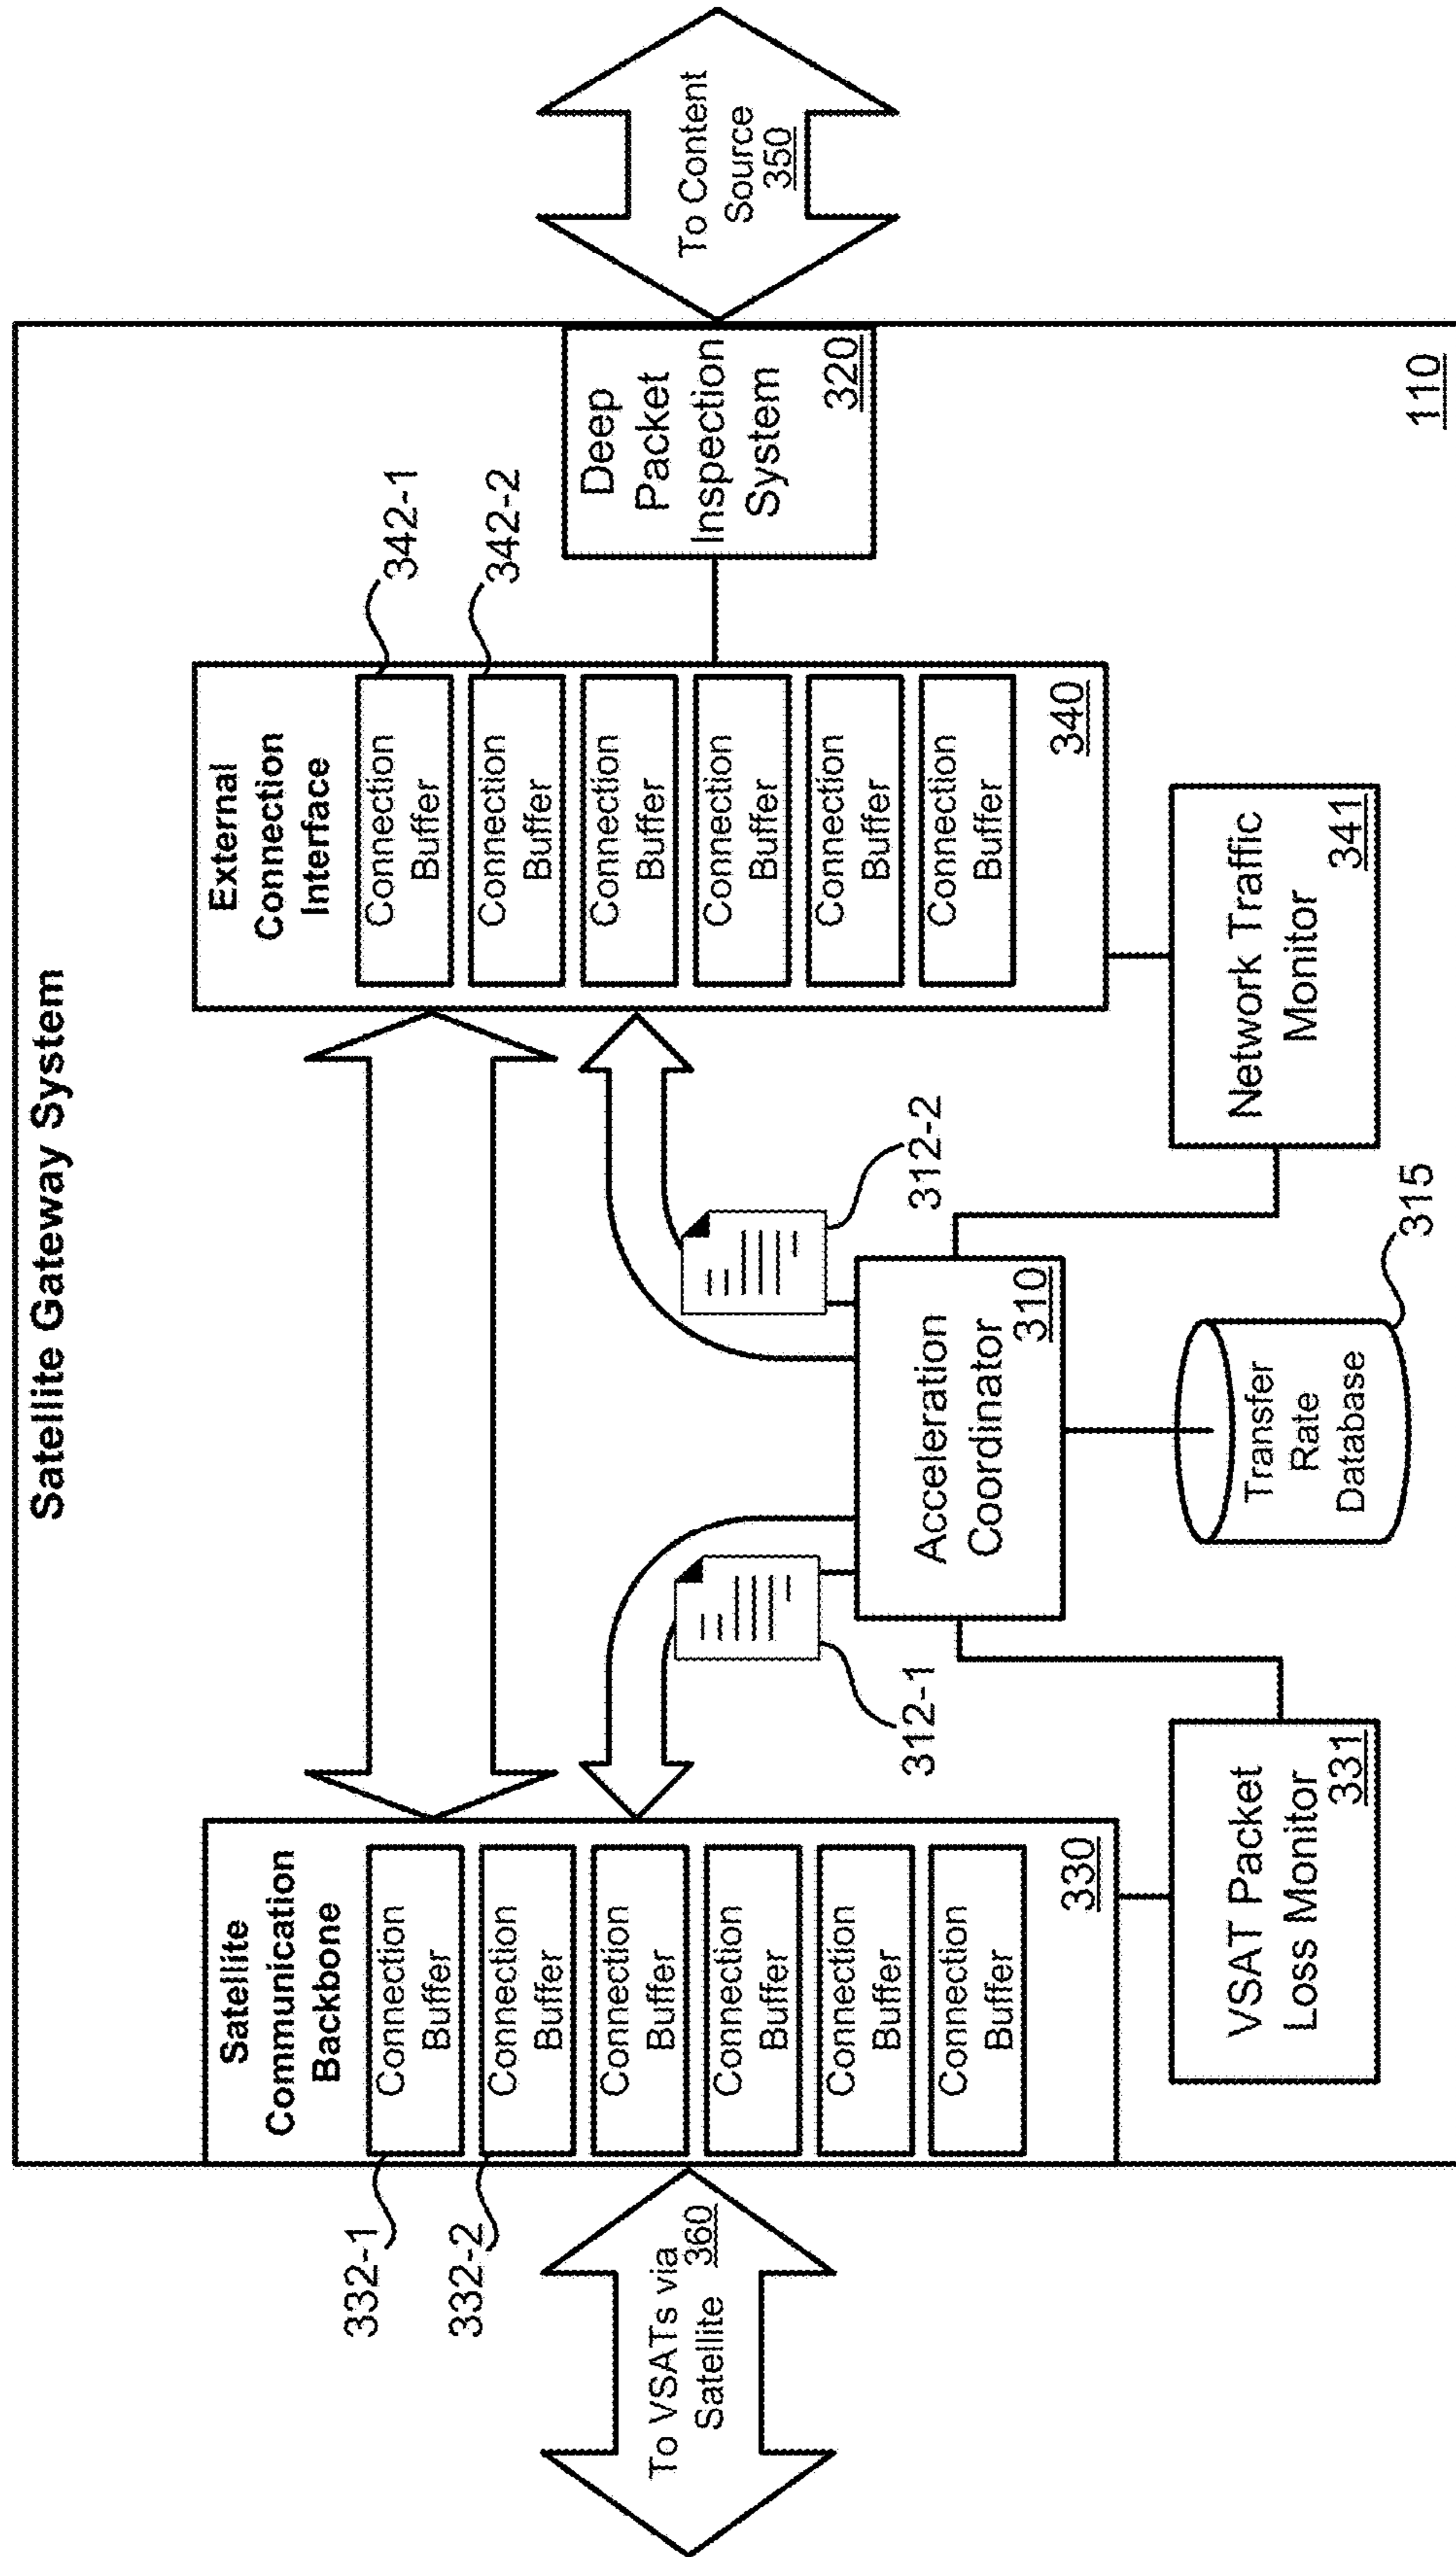 Satellite Gateway System
Satellite
Communication
Backbone
332-1
Connection
Buffer
332-2
Connection
Buffer
Connection
Buffer
Connection
Buffer
Connection
Buffer
Connection
Buffer
330
To VSATs via
Satellite 360
VSAT Packet
Loss Monitor
331
312-1
312-2
Acceleration
Coordinator
310
Transfer
Rate
Database
315
External
Connection
Interface
Connection
Buffer
342-1
Connection
Buffer
342-2
Connection
Buffer
Connection
Buffer
Connection
Buffer
Connection
Buffer
340
Network Traffic
Monitor
341
Deep
Packet
Inspection
System
320
To Content
Source
350
110